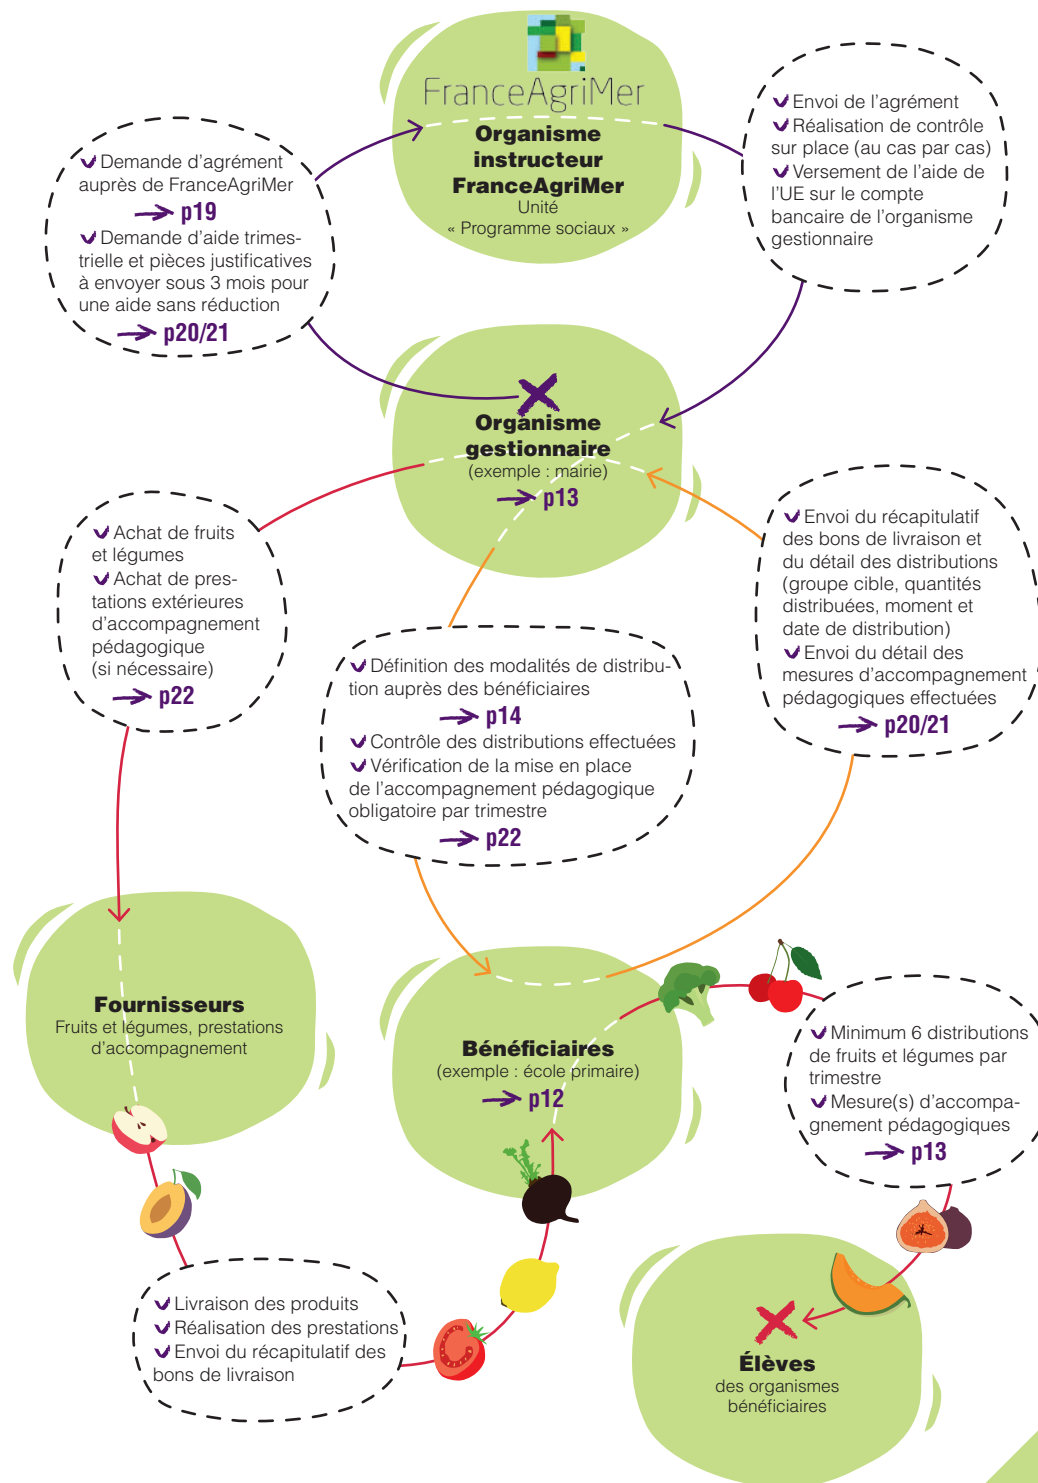 FranceAgriMer
Organisme
instructeur
FranceAgriMer
Unité
« Programme sociaux »
✔ Demande d'agrément
auprès de FranceAgriMer
→ p19
✔ Demande d'aide trimes-
trielle et pièces justificatives
à envoyer sous 3 mois pour
une aide sans réduction
→ p20/21
✔ Envoi de l'agrément
✔ Réalisation de contrôle
sur place (au cas par cas)
✔ Versement de l'aide de
l'UE sur le compte
bancaire de l'organisme
gestionnaire
Organisme
gestionnaire
(exemple : mairie)
→ p13
✔ Achat de fruits
et légumes
✔ Achat de pres-
tations extérieures
d'accompagnement
pédagogique
(si nécessaire)
→ p22
✔ Définition des modalités de distribu-
tion auprès des bénéficiaires
→ p14
✔ Contrôle des distributions effectuées
✔ Vérification de la mise en place
de l'accompagnement pédagogique
obligatoire par trimestre
→ p22
✔ Envoi du récapitulatif
des bons de livraison et
du détail des distributions
(groupe cible, quantités
distribuées, moment et
date de distribution)
✔ Envoi du détail des
mesures d'accompagnement
pédagogiques effectuées
→ p20/21
Fournisseurs
Fruits et légumes, prestations
d'accompagnement
Bénéficiaires
(exemple : école primaire)
→ p12
✔ Minimum 6 distributions
de fruits et légumes par
trimestre
✔ Mesure(s) d'accompa-
gnement pédagogiques
→ p13
✔ Livraison des produits
✔ Réalisation des prestations
✔ Envoi du récapitulatif des
bons de livraison
Élèves
des organismes
bénéficiaires